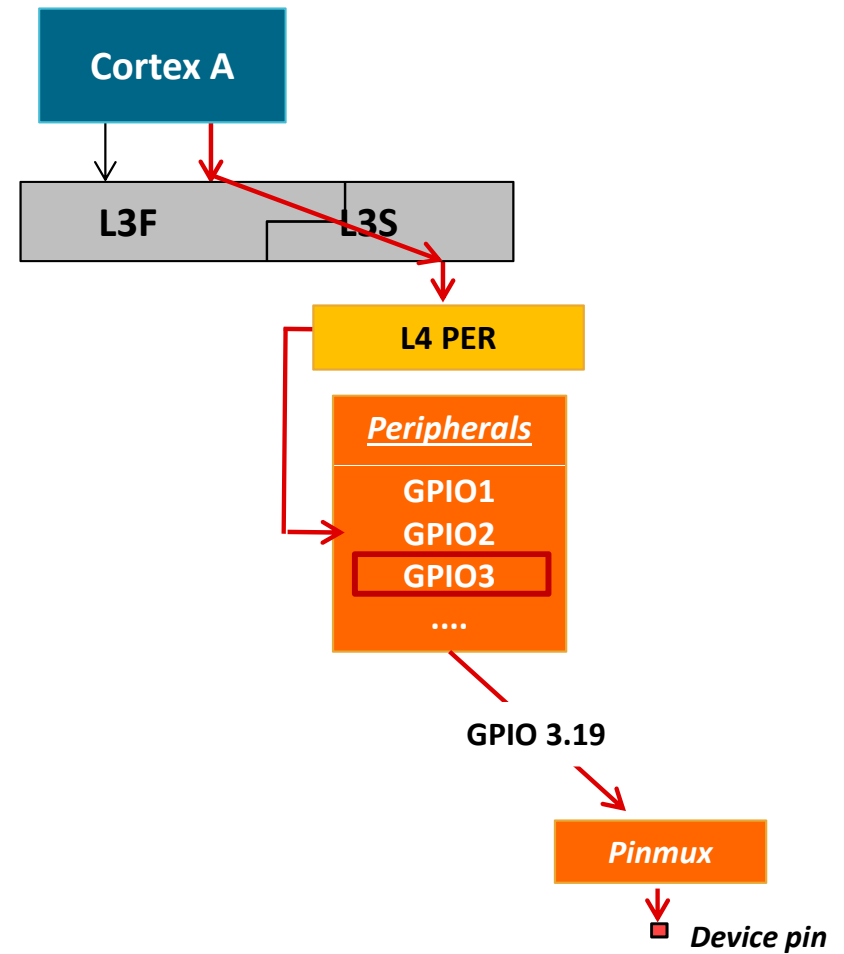 Cortex A
L3F
L3S
L4 PER
Peripherals
GPIO1
GPIO2
GPIO3
....
GPIO 3.19
Pinmux
Device pin